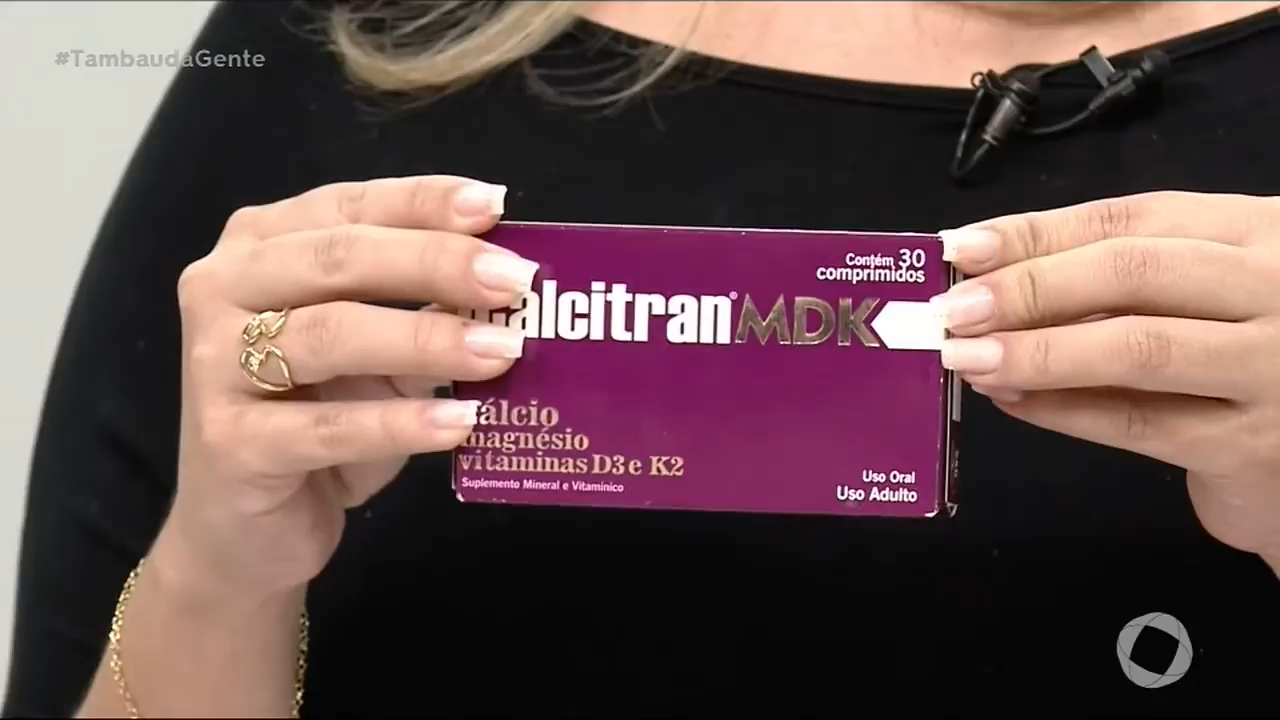 #TambaudaGente
Contém 30
comprimidos
alcitran® MDK
álcio
magnésio
vitaminas D3 e K2
Suplemento Mineral e Vitamínico
Uso Oral
Uso Adulto